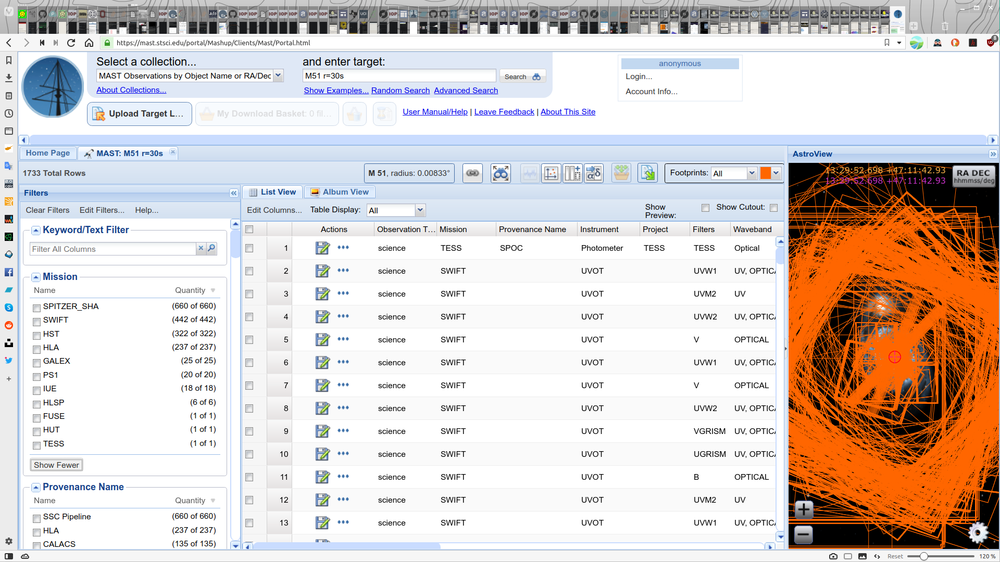 https://mast.stsci.edu/portal/Mashup/Clients/Mast/Portal.html
8
Select a collection...
and enter target:
anonymous
MAST Observations by Object Name or RA/Dec
M51 r=30s
Search
Login...
About Collections...
Show Examples... Random Search Advanced Search
Account Info...
Upload Target L...
My Download Basket: 0 fil...
User Manual/Help | Leave Feedback | About This Site
Home Page
MAST: M51 r=30s
AstroView
1733 Total Rows
M 51, radius: 0.00833°
Footprints: All
13:29:52.698 +47:11:42.93
13:29:52.698 +47:11:42.93
RA DEC
hhmmss/deg
Filters
List View
Album View
Clear Filters
Edit Filters...
Help...
Edit Columns...
Table Display: All
Show Preview:
Show Cutout:
Keyword/Text Filter
Filter All Columns
Mission
Name Quantity
SPITZER_SHA (660 of 660)
SWIFT (442 of 442)
HST (322 of 322)
HLA (237 of 237)
GALEX (25 of 25)
PS1 (20 of 20)
IUE (18 of 18)
HLSP (6 of 6)
FUSE (1 of 1)
HUT (1 of 1)
TESS (1 of 1)
Show Fewer
Provenance Name
Name Quantity
SSC Pipeline (660 of 660)
HLA (237 of 237)
CALACS (135 of 135)
Actions Observation T... Mission Provenance Name Instrument Project Filters Waveband
1 science TESS SPOC Photometer TESS TESS Optical
2 science SWIFT UVOT UVW1 UV, OPTICA
3 science SWIFT UVOT UVM2 UV
4 science SWIFT UVOT UVW2 UV, OPTICA
5 science SWIFT UVOT V OPTICAL
6 science SWIFT UVOT UVW1 UV, OPTICA
7 science SWIFT UVOT V OPTICAL
8 science SWIFT UVOT UVW2 UV, OPTICA
9 science SWIFT UVOT VGRISM UV, OPTICA
10 science SWIFT UVOT UGRISM UV, OPTICA
11 science SWIFT UVOT B OPTICAL
12 science SWIFT UVOT UVM2 UV
13 science SWIFT UVOT UVW1 UV, OPTICA
Reset
120 %